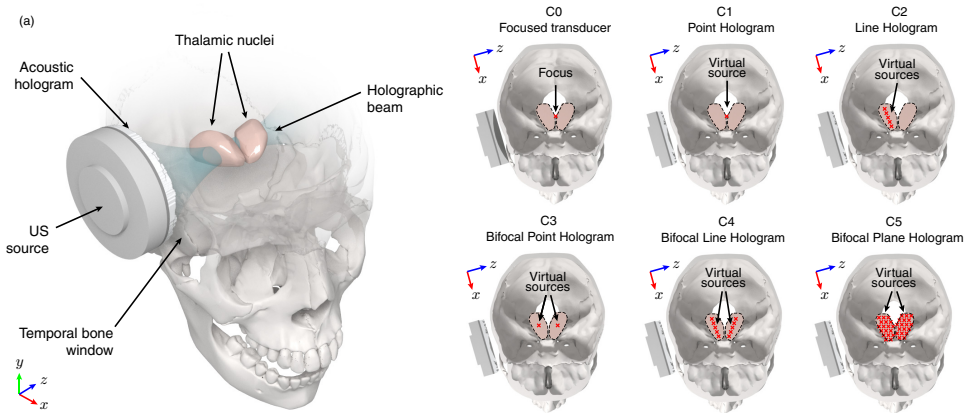 (a)
Thalamic nuclei
Acoustic
hologram
Holographic
beam
US
source
Temporal bone
window
y
z
x
C0
Focused transducer
z
x
Focus
C1
Point Hologram
z
x
Virtual
source
C2
Line Hologram
z
x
Virtual
sources
C3
Bifocal Point Hologram
z
x
Virtual
sources
C4
Bifocal Line Hologram
z
x
Virtual
sources
C5
Bifocal Plane Hologram
z
x
Virtual
sources